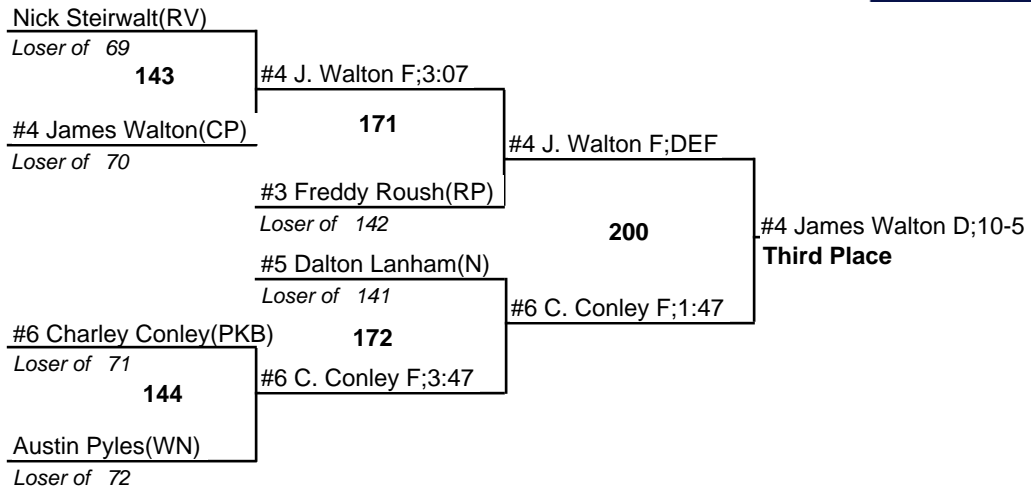 Nick Steirwalt(RV)
Loser of 69
143
#4 J. Walton F;3:07
#4 James Walton(CP)
Loser of 70
171
#4 J. Walton F;DEF
#3 Freddy Roush(RP)
Loser of 142
200
#4 James Walton D;10-5
Third Place
#5 Dalton Lanham(N)
Loser of 141
#6 C. Conley F;1:47
#6 Charley Conley(PKB)
Loser of 71
172
144
#6 C. Conley F;3:47
Austin Pyles(WN)
Loser of 72